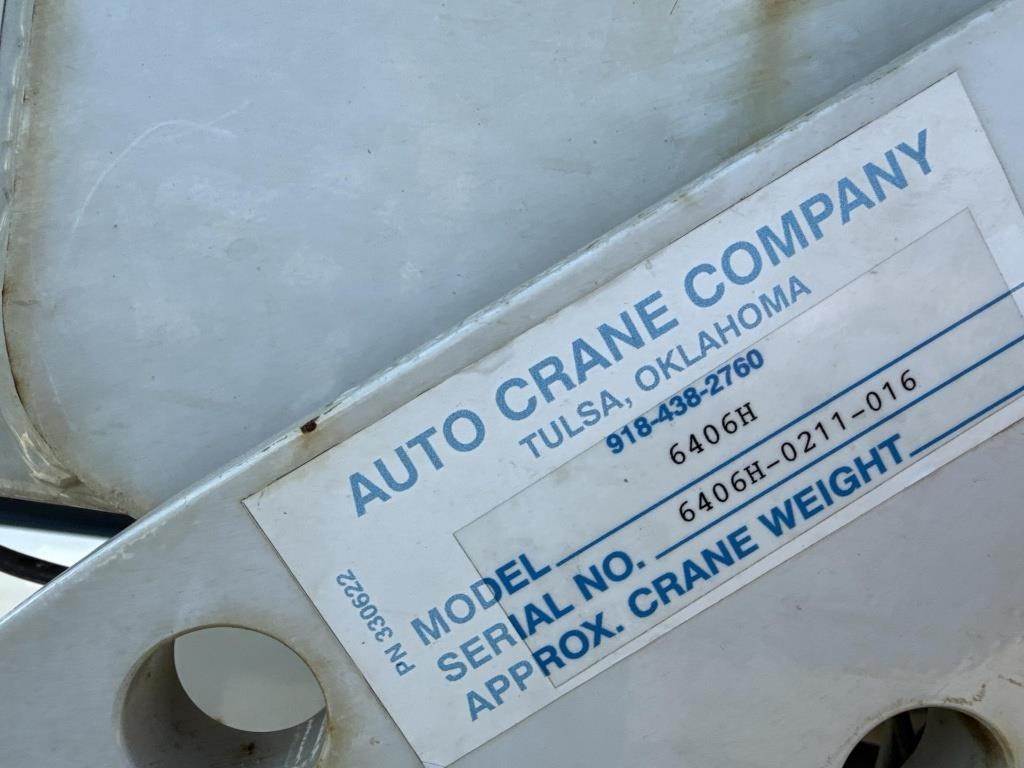 AUTO CRANE COMPANY
TULSA, OKLAHOMA
918-438-2760
MODEL 6406H
SERIAL NO. 6406H-0211-016
APPROX. CRANE WEIGHT
PN 330622